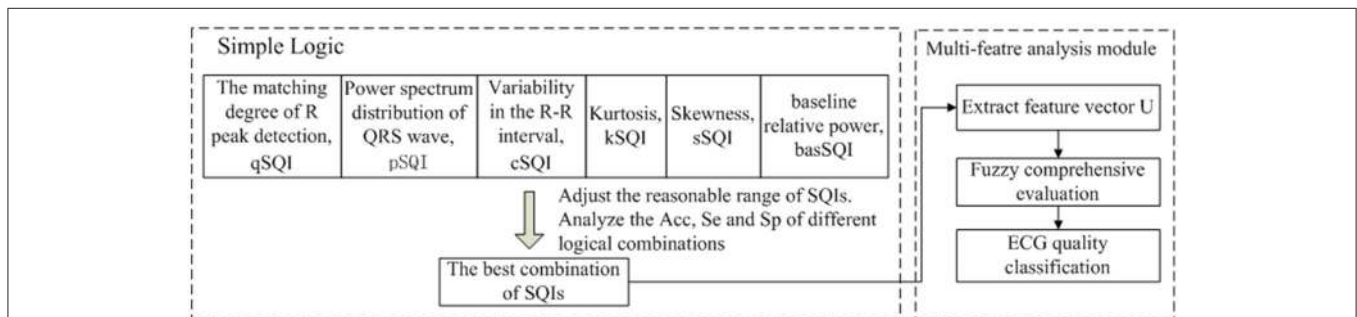 Simple Logic
The matching
degree of R
peak detection,
qSQI
Power spectrum
distribution of
QRS wave,
pSQI
Variability
in the R-R
interval,
cSQI
Kurtosis,
kSQI
Skewness,
sSQI
baseline
relative power,
basSQI
Adjust the reasonable range of SQIs.
Analyze the Acc, Se and Sp of different
logical combinations
The best combination
of SQIs
Multi-featre analysis module
Extract feature vector U
Fuzzy comprehensive
evaluation
ECG quality
classification